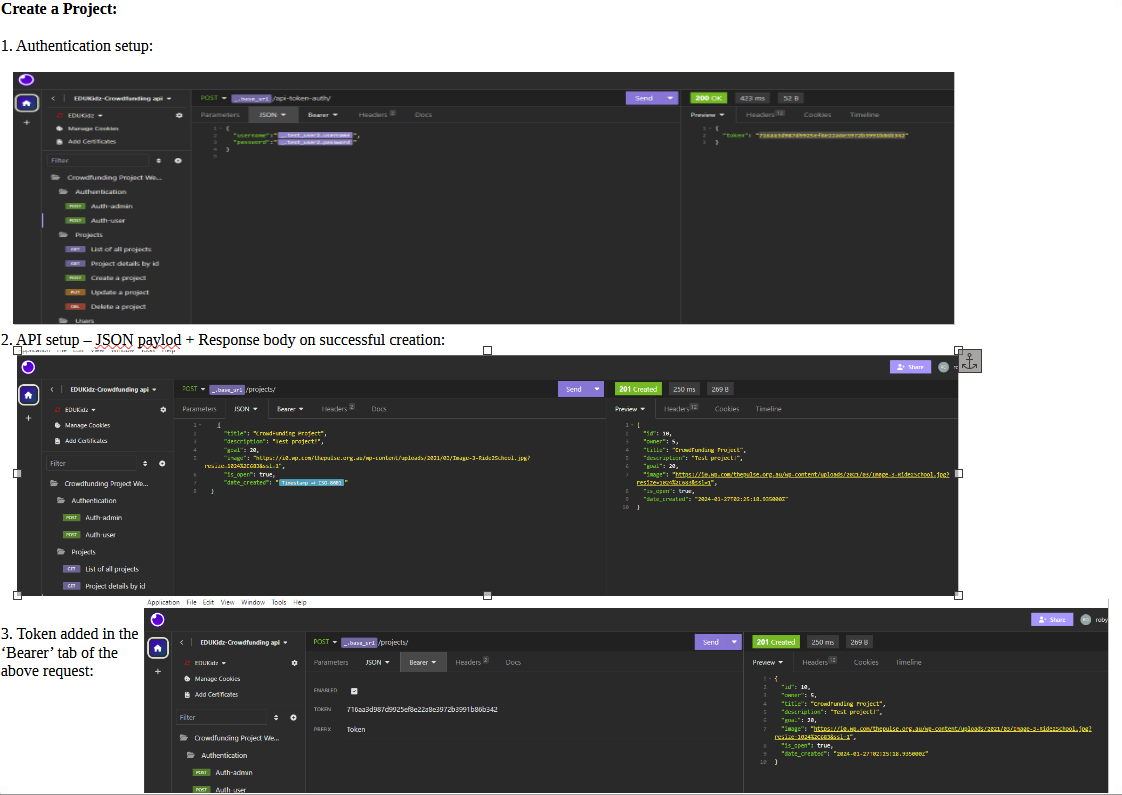 Create a Project:
1. Authentication setup:
EDUKidz-Crowdfunding api
POST _.base_url /api-token-auth/
Send
200 OK 423 ms 52 B
EDUKidz
Parameters JSON Bearer Headers 2 Docs
Preview Headers 12 Cookies Timeline
Manage Cookies
Add Certificates
Filter
Crowdfunding Project We...
Authentication
POST Auth-admin
POST Auth-user
Projects
GET List of all projects
GET Project details by id
POST Create a project
PUT Update a project
DEL Delete a project
Users
1 {
2 "username":"
3 "password":"
4 }
5
1 {
2 "token": "
3 }
2. API setup – JSON paylod + Response body on successful creation:
Share
EDUKidz-Crowdfunding api
POST _.base_url /projects/
Send
201 Created 250 ms 269 B
EDUKidz
Parameters JSON Bearer Headers 2 Docs
Preview Headers 12 Cookies Timeline
Manage Cookies
Add Certificates
Filter
Crowdfunding Project We...
Authentication
POST Auth-admin
POST Auth-user
Projects
GET List of all projects
GET Project details by id
{
"title": "CrowdFunding Project",
"description": "Test project!",
"goal": 20,
"image": "https://i0.wp.com/thepulse.org.au/wp-content/uploads/2021/03/Image-3-Ride2School.jpg?
resize=1024%2C683&ssl=1",
"is_open": true,
"date_created": "Timestamp → ISO-8601"
}
1 {
2 "id": 10,
3 "owner": 5,
4 "title": "CrowdFunding Project",
5 "description": "Test project!",
6 "goal": 20,
7 "image": "https://i0.wp.com/thepulse.org.au/wp-content/uploads/2021/03/Image-3-Ride2School.jpg?
resize=1024%2C683&ssl=1",
8 "is_open": true,
9 "date_created": "2024-01-27T02:25:18.935000Z"
10 }
3. Token added in the
‘Bearer’ tab of the
above request:
Application File Edit View Window Tools Help
Share roby
EDUKidz-Crowdfunding api
POST _.base_url /projects/
Send
201 Created 250 ms 269 B
EDUKidz
Parameters JSON Bearer Headers 2 Docs
Preview Headers 12 Cookies Timeline
Manage Cookies
Add Certificates
Filter
Crowdfunding Project We...
Authentication
POST Auth-admin
POST Auth-user
ENABLED
TOKEN 716aa3d987d9925ef8e22a8e3972b3991b86b342
PREFIX Token
1 {
2 "id": 10,
3 "owner": 5,
4 "title": "CrowdFunding Project",
5 "description": "Test project!",
6 "goal": 20,
7 "image": "https://i0.wp.com/thepulse.org.au/wp-content/uploads/2021/03/Image-3-Ride2School.jpg?
resize=1024%2C683&ssl=1",
8 "is_open": true,
9 "date_created": "2024-01-27T02:25:18.935000Z"
10 }